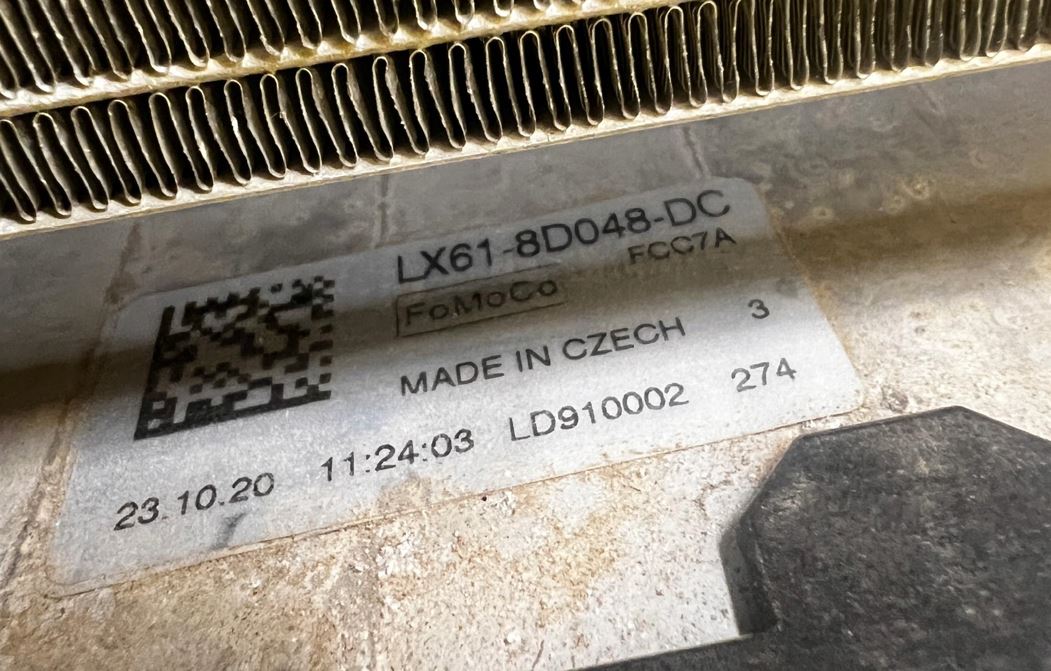 LX61-8D048-DC
FoMoCo FCC7A
MADE IN CZECH 3
23.10.20 11:24:03 LD910002 274